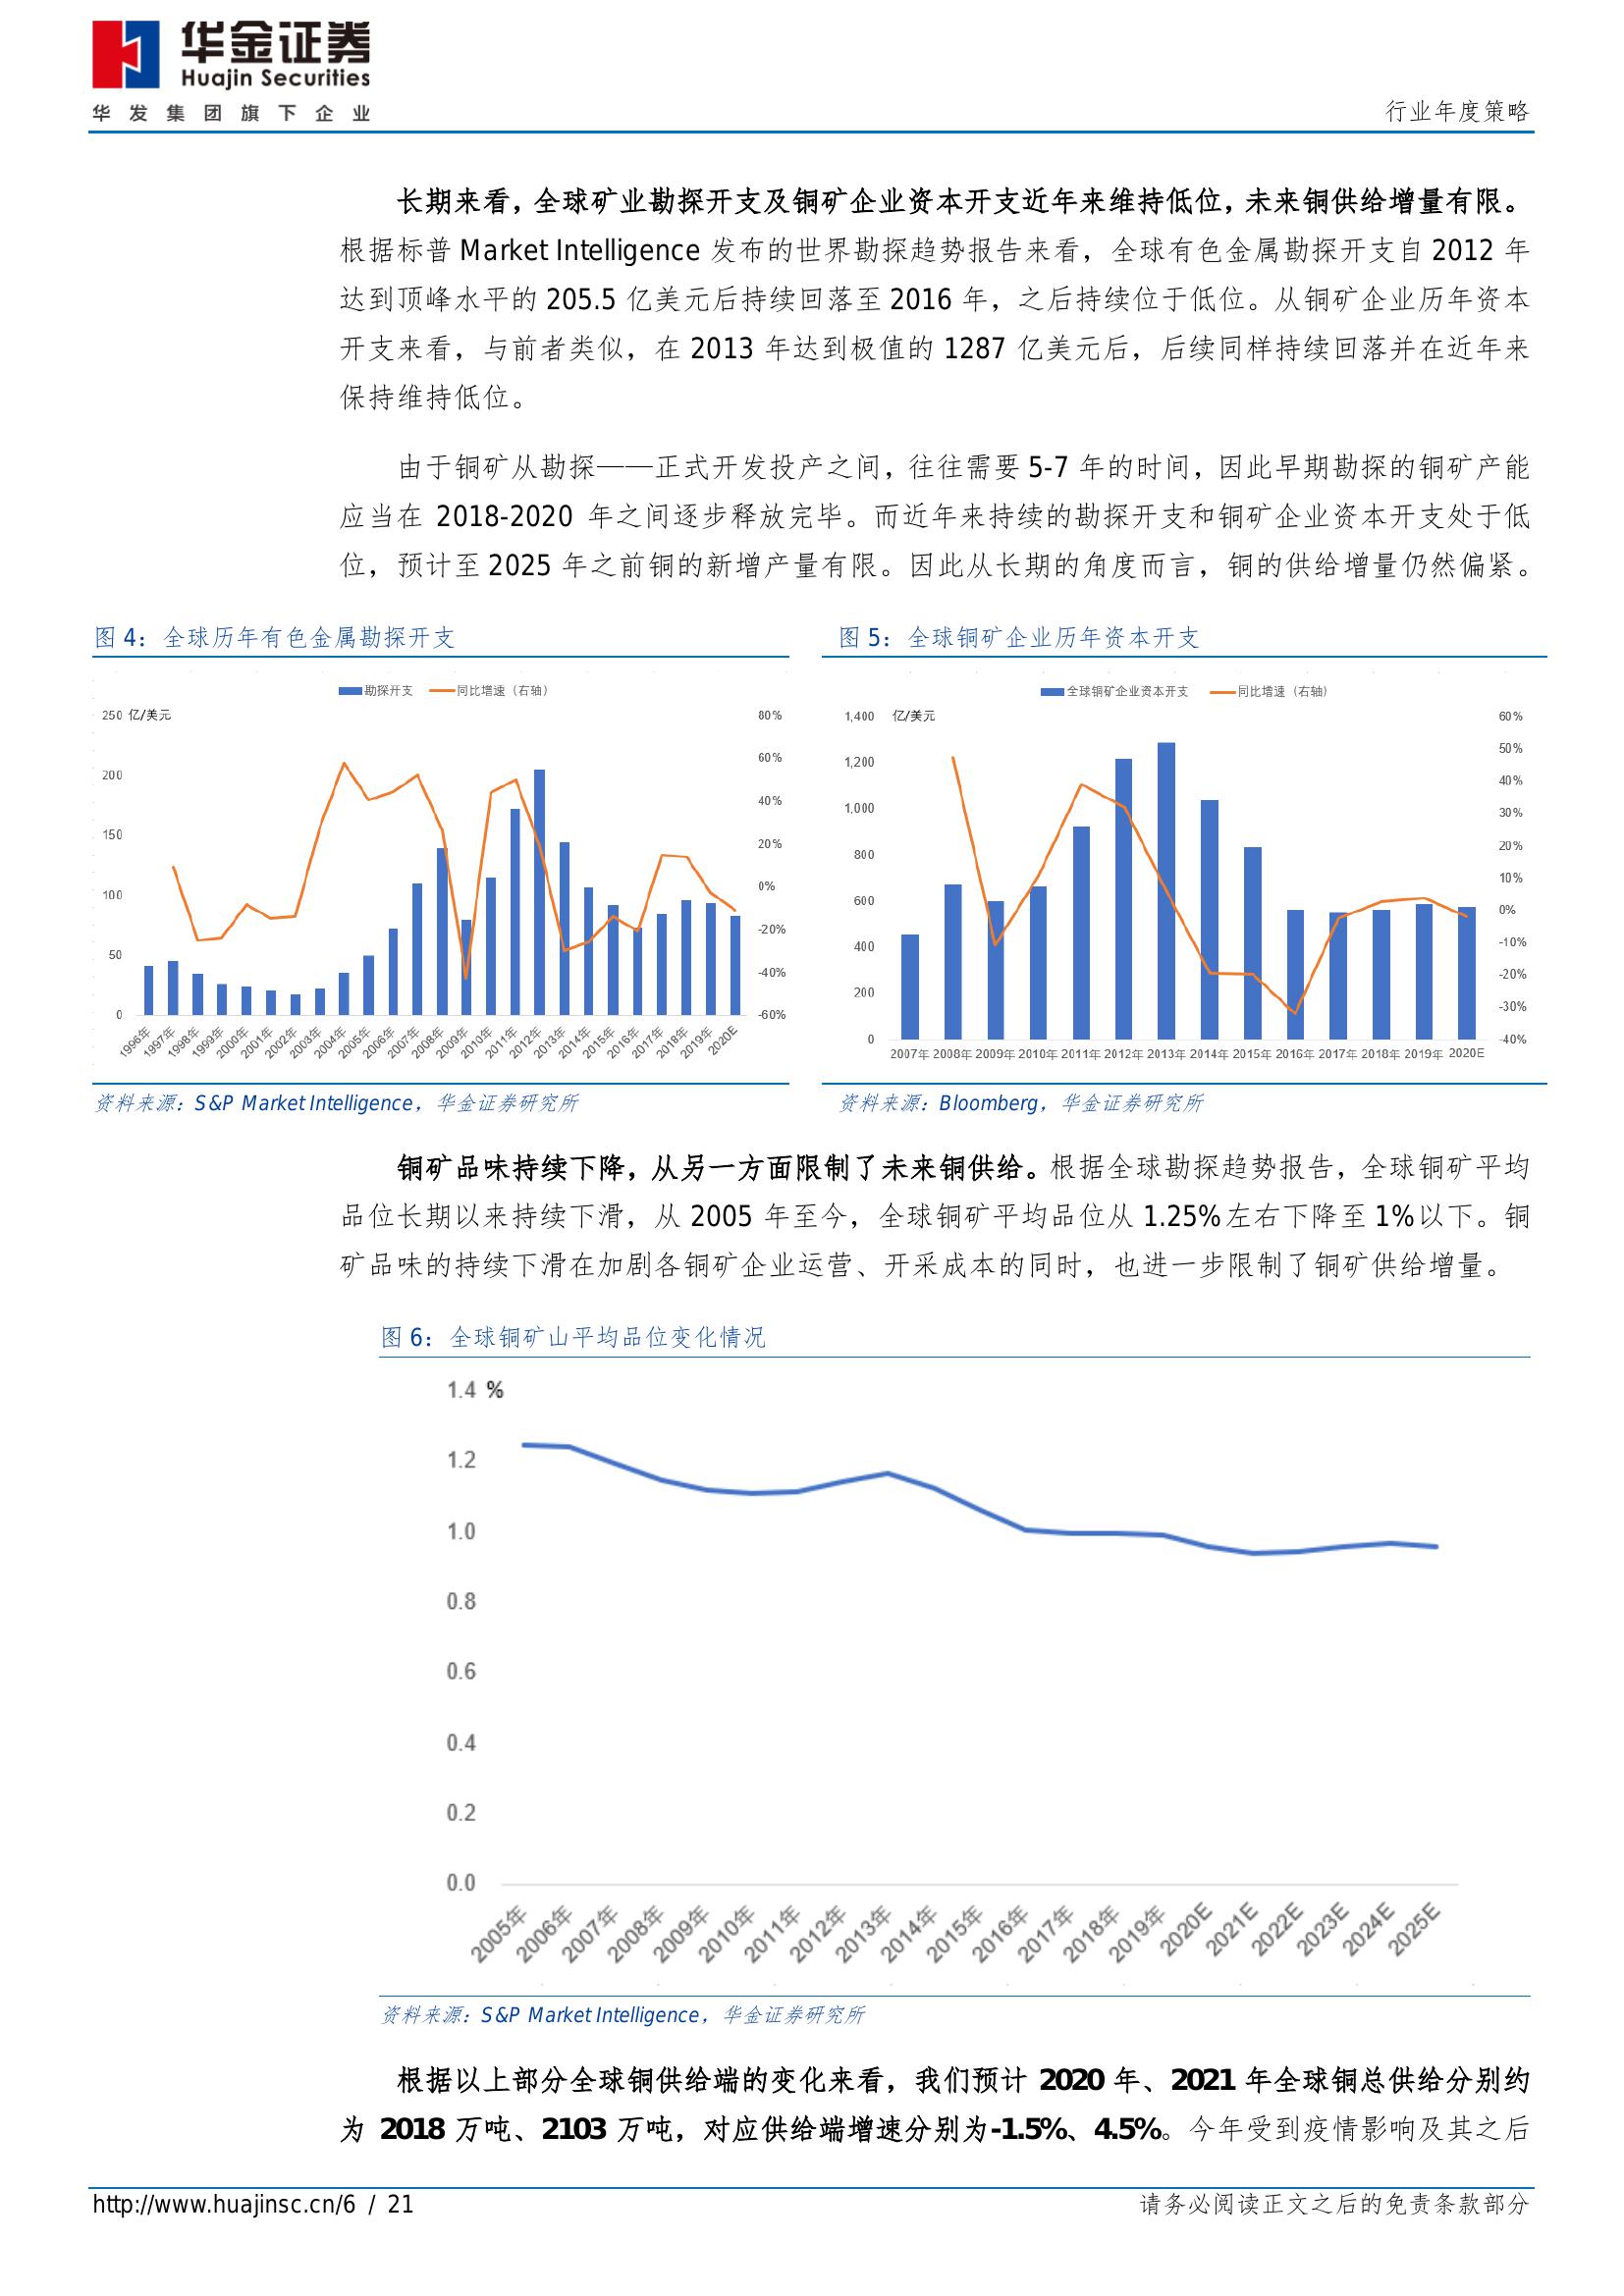 华金证券
Huajin Securities
华发集团旗下企业
行业年度策略
长期来看，全球矿业勘探开支及铜矿企业资本开支近年来维持低位，未来铜供给增量有限。
根据标普 Market Intelligence 发布的世界勘探趋势报告来看，全球有色金属勘探开支自 2012 年
达到顶峰水平的 205.5 亿美元后持续回落至 2016 年，之后持续位于低位。从铜矿企业历年资本
开支来看，与前者类似，在 2013 年达到极值的 1287 亿美元后，后续同样持续回落并在近年来
保持维持低位。
由于铜矿从勘探——正式开发投产之间，往往需要 5-7 年的时间，因此早期勘探的铜矿产能
应当在 2018-2020 年之间逐步释放完毕。而近年来持续的勘探开支和铜矿企业资本开支处于低
位，预计至 2025 年之前铜的新增产量有限。因此从长期的角度而言，铜的供给增量仍然偏紧。
图 4：全球历年有色金属勘探开支
勘探开支 同比增速（右轴）
250 亿/美元 80%
60%
200
40%
150
20%
100 0%
-20%
50
-40%
0 -60%
1996年 1997年 1998年 1999年 2000年 2001年 2002年 2003年 2004年 2005年 2006年 2007年 2008年 2009年 2010年 2011年 2012年 2013年 2014年 2015年 2016年 2017年 2018年 2019年 2020E
资料来源：S&P Market Intelligence，华金证券研究所
图 5：全球铜矿企业历年资本开支
全球铜矿企业资本开支 同比增速（右轴）
1,400 亿/美元 60%
50%
1,200
40%
1,000 30%
800 20%
10%
600 0%
400 -10%
-20%
200
-30%
0 -40%
2007年 2008年 2009年 2010年 2011年 2012年 2013年 2014年 2015年 2016年 2017年 2018年 2019年 2020E
资料来源：Bloomberg，华金证券研究所
铜矿品味持续下降，从另一方面限制了未来铜供给。根据全球勘探趋势报告，全球铜矿平均
品位长期以来持续下滑，从 2005 年至今，全球铜矿平均品位从 1.25%左右下降至 1%以下。铜
矿品味的持续下滑在加剧各铜矿企业运营、开采成本的同时，也进一步限制了铜矿供给增量。
图 6：全球铜矿山平均品位变化情况
1.4 %
1.2
1.0
0.8
0.6
0.4
0.2
0.0
2005年 2006年 2007年 2008年 2009年 2010年 2011年 2012年 2013年 2014年 2015年 2016年 2017年 2018年 2019年 2020E 2021E 2022E 2023E 2024E 2025E
资料来源：S&P Market Intelligence，华金证券研究所
根据以上部分全球铜供给端的变化来看，我们预计 2020 年、2021 年全球铜总供给分别约
为 2018 万吨、2103 万吨，对应供给端增速分别为-1.5%、4.5%。今年受到疫情影响及其之后
http://www.huajinsc.cn/6 / 21
请务必阅读正文之后的免责条款部分